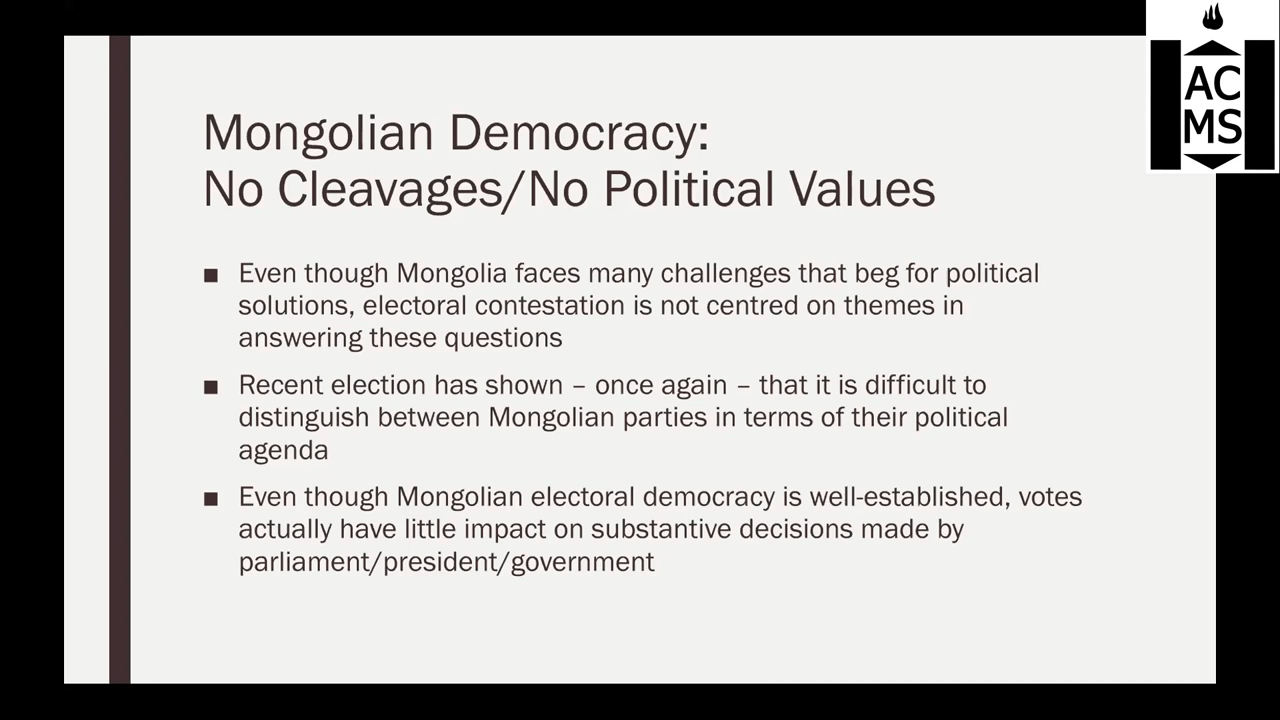 AC
MS
Mongolian Democracy:
No Cleavages/No Political Values
■ Even though Mongolia faces many challenges that beg for political
solutions, electoral contestation is not centred on themes in
answering these questions
■ Recent election has shown – once again – that it is difficult to
distinguish between Mongolian parties in terms of their political
agenda
■ Even though Mongolian electoral democracy is well-established, votes
actually have little impact on substantive decisions made by
parliament/president/government